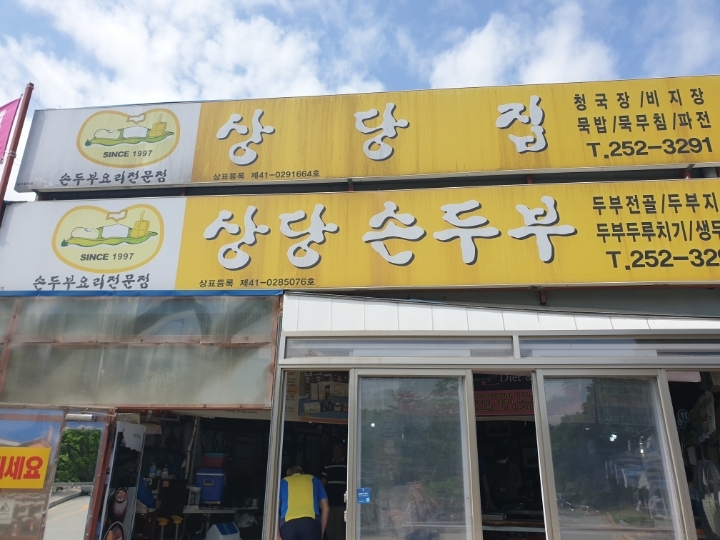 상당집
청국장/비지장
묵밥/묵무침/파전
T.252-3291
SINCE 1997
손두부요리전문점
상표등록 제41-0291664호
상당손두부
두부전골/두부지
두부두루치기/생두
T.252-329
SINCE 1997
손두부요리전문점
상표등록 제41-0285076호
세요